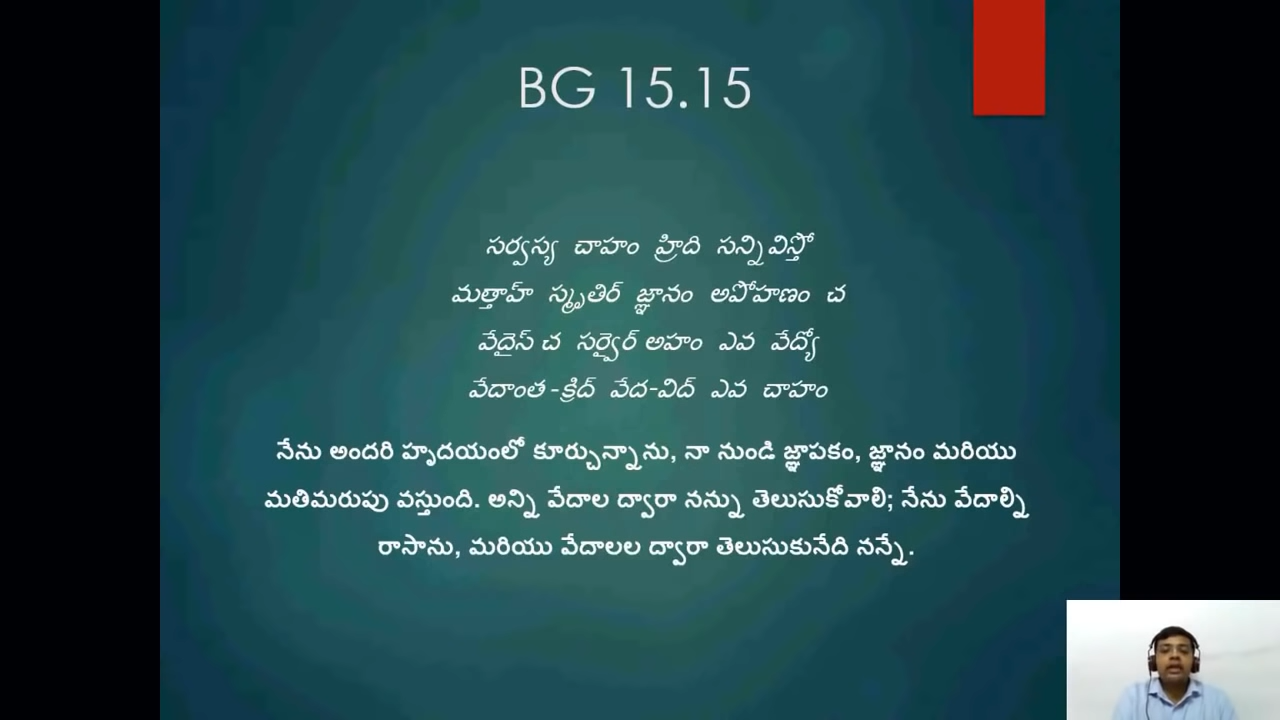 BG 15.15
సర్వస్య చాహం హ్రిది సన్నివిస్తో
మత్తాహ్ స్మృతిర్ జ్ఞానం అపోహణం చ
వేదైస్ చ సర్వైర్ అహం ఎవ వేద్యో
వేదాంత -క్రిద్ వేద-విద్ ఎవ చాహం
నేను అందరి హృదయంలో కూర్చున్నాను, నా నుండి జ్ఞాపకం, జ్ఞానం మరియు
మతిమరుపు వస్తుంది. అన్ని వేదాల ద్వారా నన్ను తెలుసుకోవాలి; నేను వేదాల్ని
రాసాను, మరియు వేదాలల ద్వారా తెలుసుకునేది నన్నే.